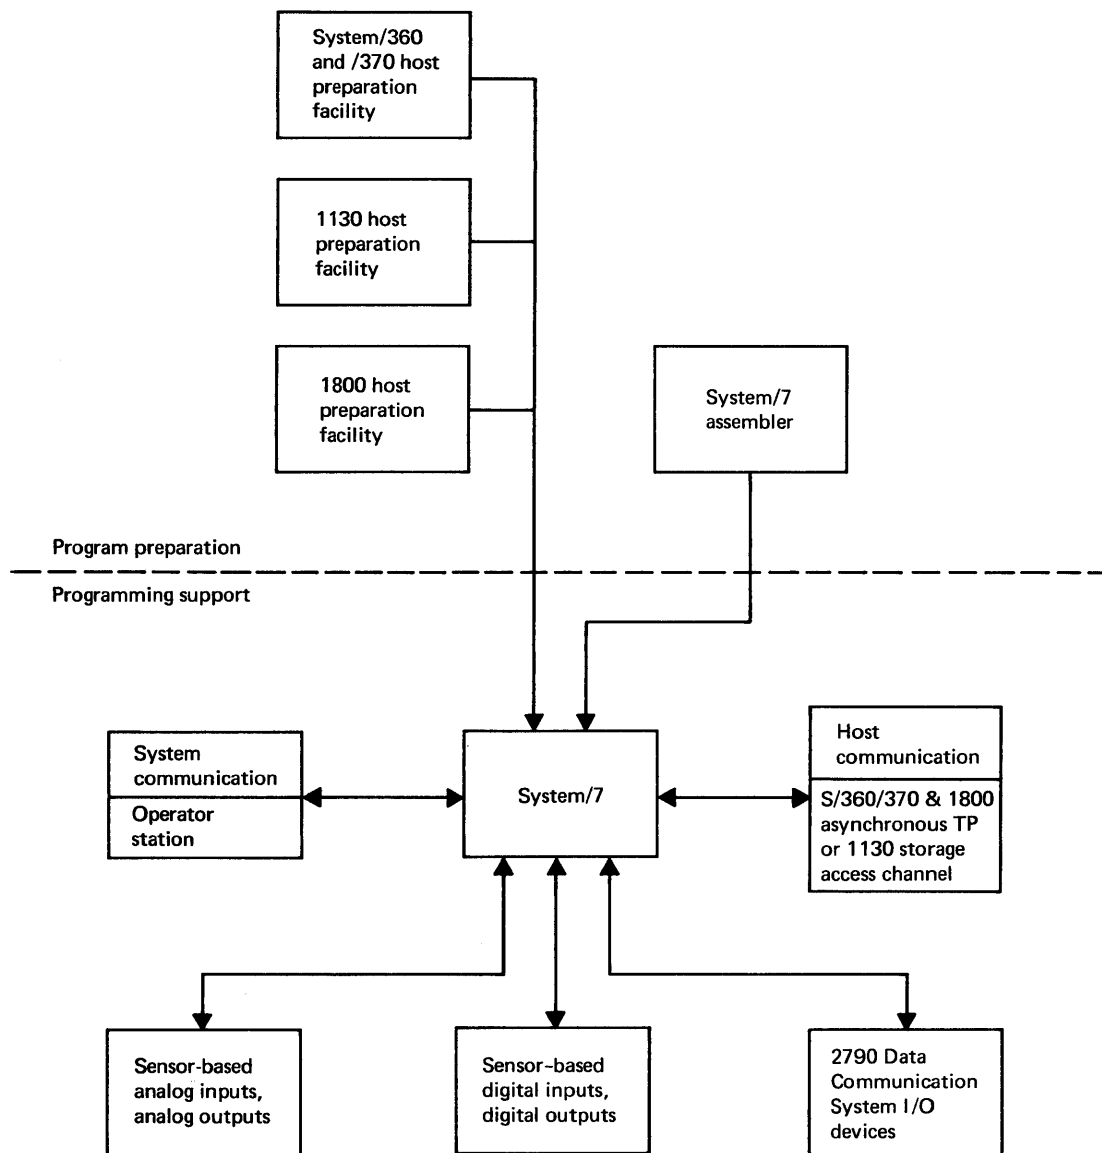 System/360
and /370 host
preparation
facility
1130 host
preparation
facility
1800 host
preparation
facility
System/7
assembler
Program preparation
Programming support
System
communication
Operator
station
System/7
Host
communication
S/360/370 & 1800
asynchronous TP
or 1130 storage
access channel
Sensor-based
analog inputs,
analog outputs
Sensor-based
digital inputs,
digital outputs
2790 Data
Communication
System I/O
devices